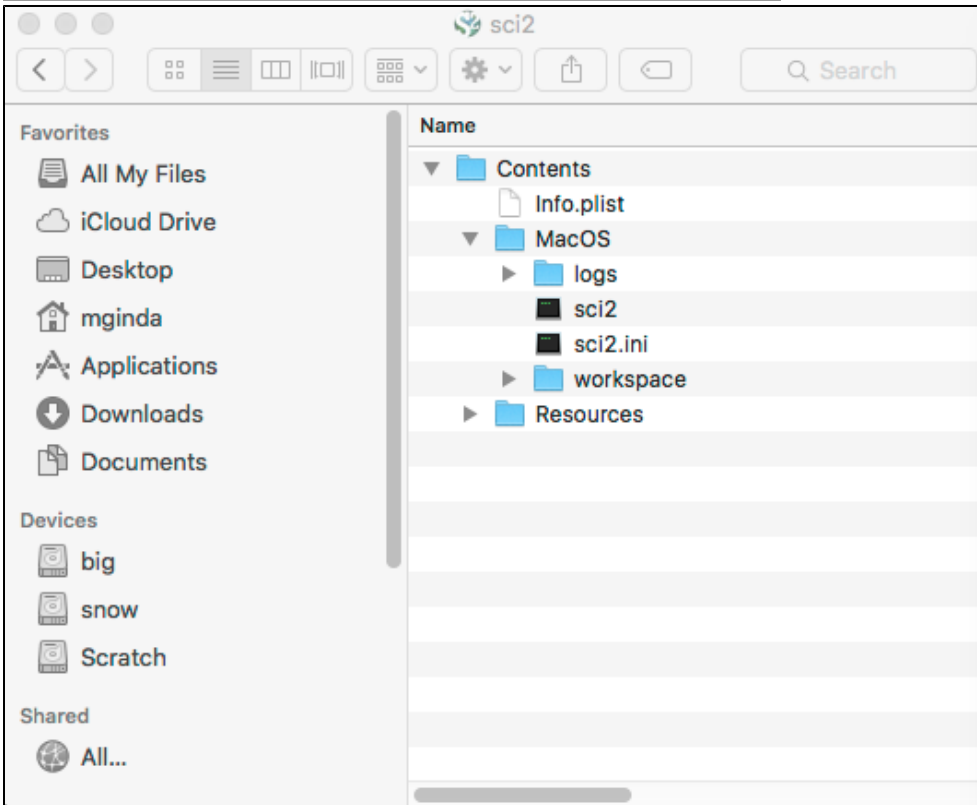 sci2
Search
Favorites
All My Files
iCloud Drive
Desktop
mginda
Applications
Downloads
Documents
Devices
big
snow
Scratch
Shared
All...
Name
Contents
Info.plist
MacOS
logs
sci2
sci2.ini
workspace
Resources